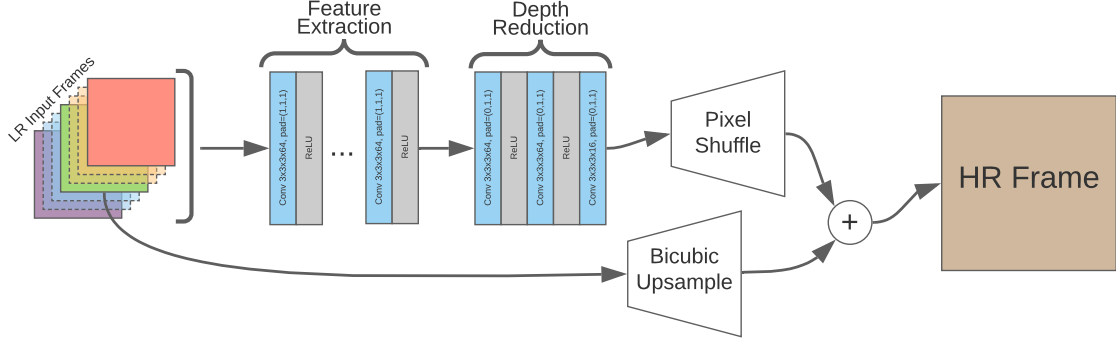 LR Input Frames
Feature
Extraction
Conv 3x3x3x64, pad=(1,1,1)
ReLU
...
Conv 3x3x3x64, pad=(1,1,1)
ReLU
Depth
Reduction
Conv 3x3x3x64, pad=(0,1,1)
ReLU
Conv 3x3x3x64, pad=(0,1,1)
ReLU
Conv 3x3x3x16, pad=(0,1,1)
Pixel
Shuffle
Bicubic
Upsample
+
HR Frame